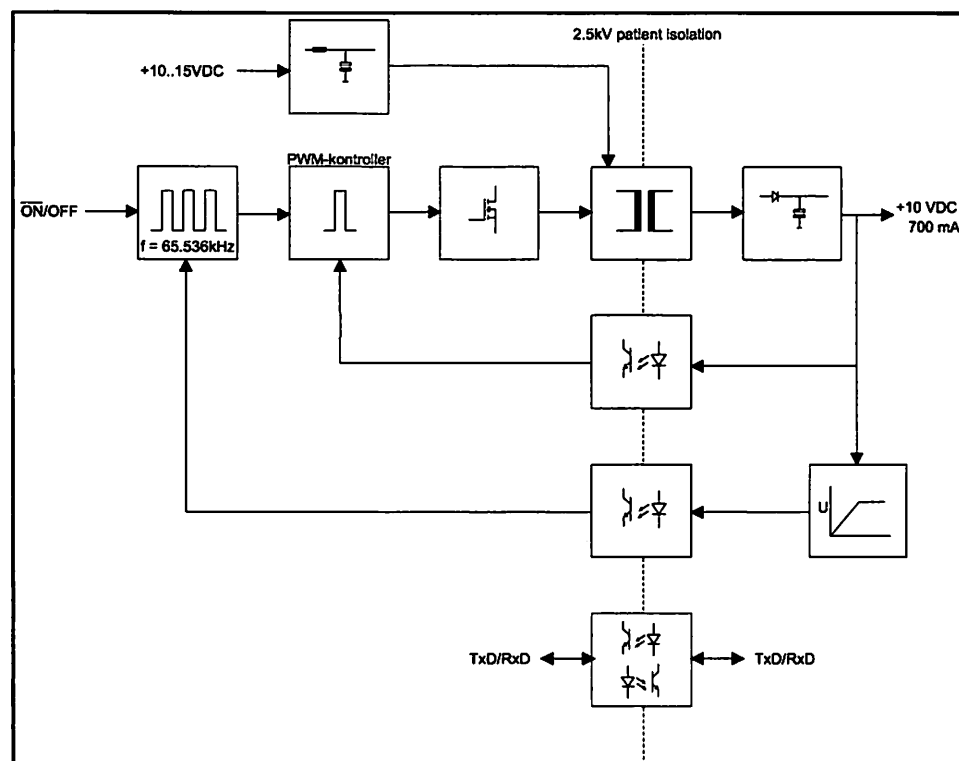 2.5kV patient isolation
+10..15VDC
PWM-kontroller
ON/OFF
f = 65.536kHz
+10 VDC
700 mA
U
TxD/RxD
TxD/RxD